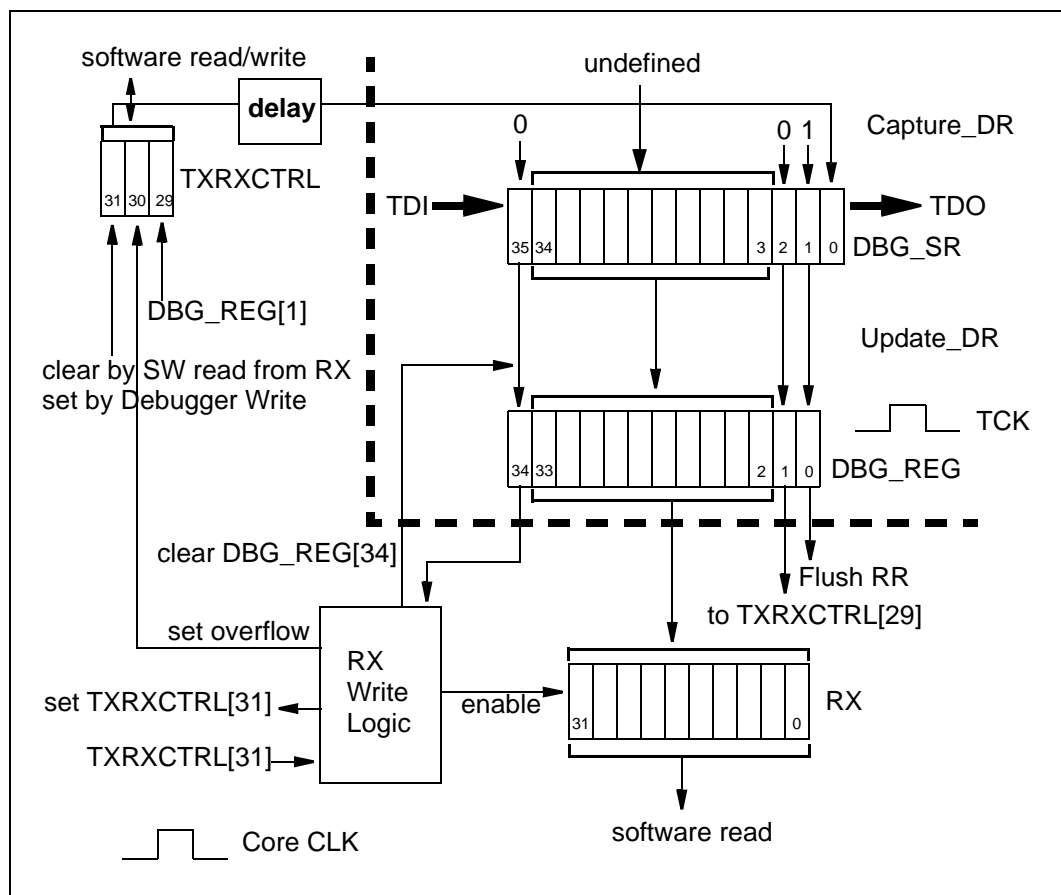 software read/write
undefined
delay
0
0 1
Capture_DR
TXRXCTRL
31 30 29
TDI
TDO
35 34 3 2 1 0
DBG_SR
DBG_REG[1]
Update_DR
clear by SW read from RX
set by Debugger Write
TCK
34 33 2 1 0
DBG_REG
clear DBG_REG[34]
Flush RR
to TXRXCTRL[29]
set overflow
RX
Write
Logic
set TXRXCTRL[31]
enable
31 0
RX
TXRXCTRL[31]
software read
Core CLK